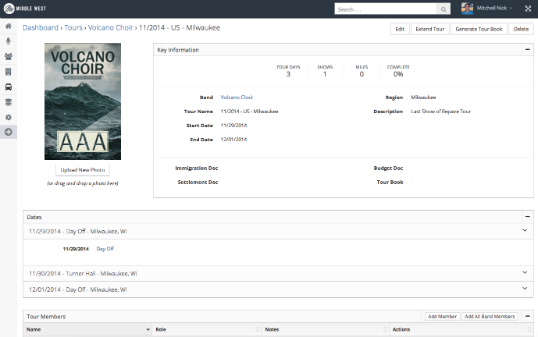 MIDDLE WEST
Search . . .
Mitchell Nick
Dashboard › Tours › Volcano Choir › 11/2014 - US - Milwaukee
Edit
Extend Tour
Generate Tour Book
Delete
VOLCANO
CHOIR
AAA
Upload New Photo
(or drag and drop a photo here)
Key Information
TOUR DAYS
3
SHOWS
1
MILES
0
COMPLETE
0%
Band
Volcano Choir
Region
Milwaukee
Tour Name
11/2014 - US - Milwaukee
Description
Last Show of Repave Tour
Start Date
11/29/2014
End Date
12/01/2014
Immigration Doc
Budget Doc
Settlement Doc
Tour Book
Dates
11/29/2014 - Day Off - Milwaukee, WI
11/29/2014
Day Off
11/30/2014 - Turner Hall - Milwaukee, WI
12/01/2014 - Day Off - Milwaukee, WI
Tour Members
Add Member
Add All Band Members
Name
Role
Notes
Actions